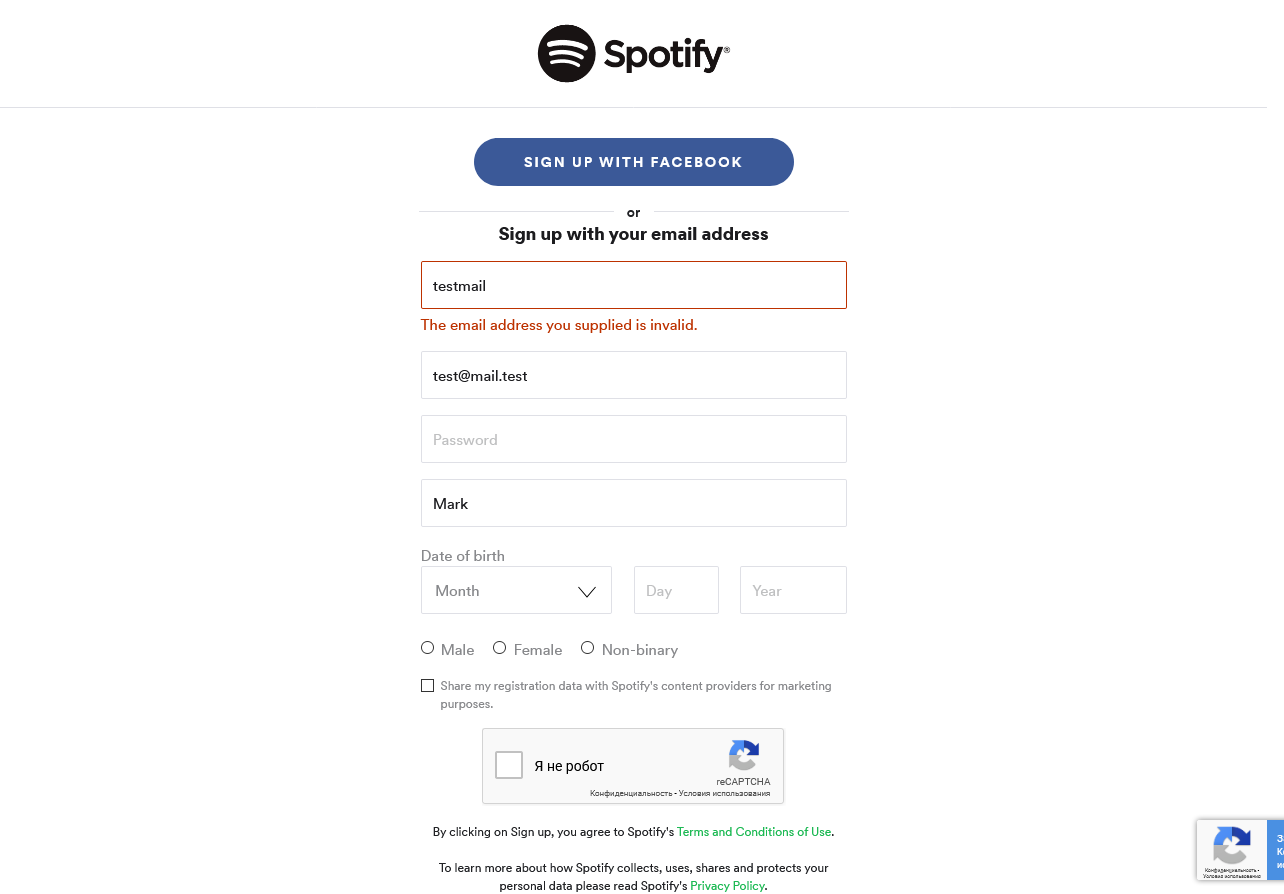 Spotify®
SIGN UP WITH FACEBOOK
or
Sign up with your email address
testmail
The email address you supplied is invalid.
test@mail.test
Password
Mark
Date of birth
Month Day Year
Male Female Non-binary
Share my registration data with Spotify's content providers for marketing
purposes.
Я не робот
reCAPTCHA
Конфиденциальность - Условия использования
By clicking on Sign up, you agree to Spotify's Terms and Conditions of Use.
To learn more about how Spotify collects, uses, shares and protects your
personal data please read Spotify's Privacy Policy.
Конфиденциальность -
Условия использования